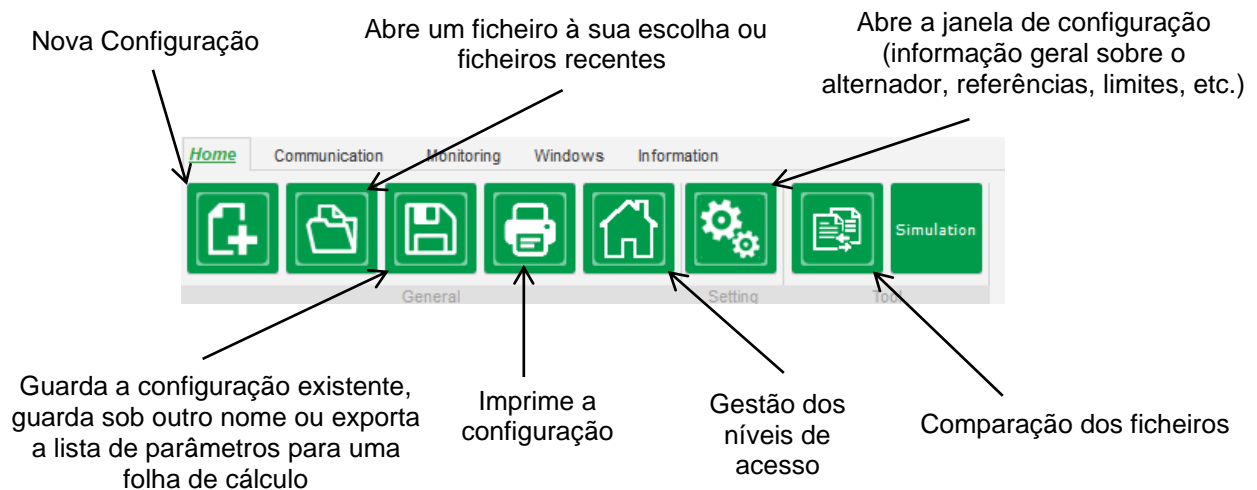 Nova Configuração
Abre um ficheiro à sua escolha ou
ficheiros recentes
Abre a janela de configuração
(informação geral sobre o
alternador, referências, limites, etc.)
Home Communication Monitoring Windows Information
Simulation
General Setting Tool
Guarda a configuração existente,
guarda sob outro nome ou exporta
a lista de parâmetros para uma
folha de cálculo
Imprime a
configuração
Gestão dos
níveis de
acesso
Comparação dos ficheiros